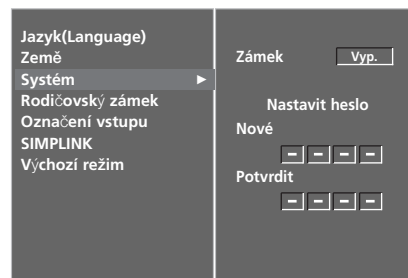 Jazyk(Language)
Země
Systém ►
Rodičovský zámek
Označení vstupu
SIMPLINK
Výchozí režim
Zámek Vyp.
Nastavit heslo
Nové
– – – –
Potvrdit
– – – –